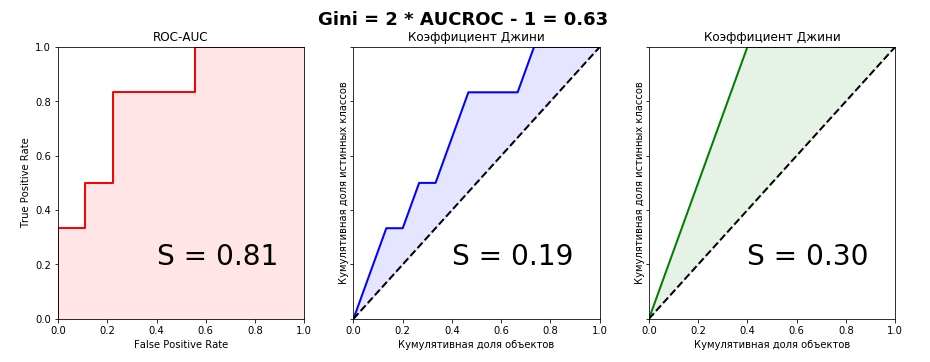 Gini = 2 * AUCROC - 1 = 0.63
ROC-AUC
True Positive Rate
1.0
0.8
0.6
0.4
0.2
0.0
S = 0.81
0.0 0.2 0.4 0.6 0.8 1.0
False Positive Rate
Коэффициент Джини
Кумулятивная доля истинных классов
S = 0.19
0.0 0.2 0.4 0.6 0.8 1.0
Кумулятивная доля объектов
Коэффициент Джини
Кумулятивная доля истинных классов
S = 0.30
0.0 0.2 0.4 0.6 0.8 1.0
Кумулятивная доля объектов